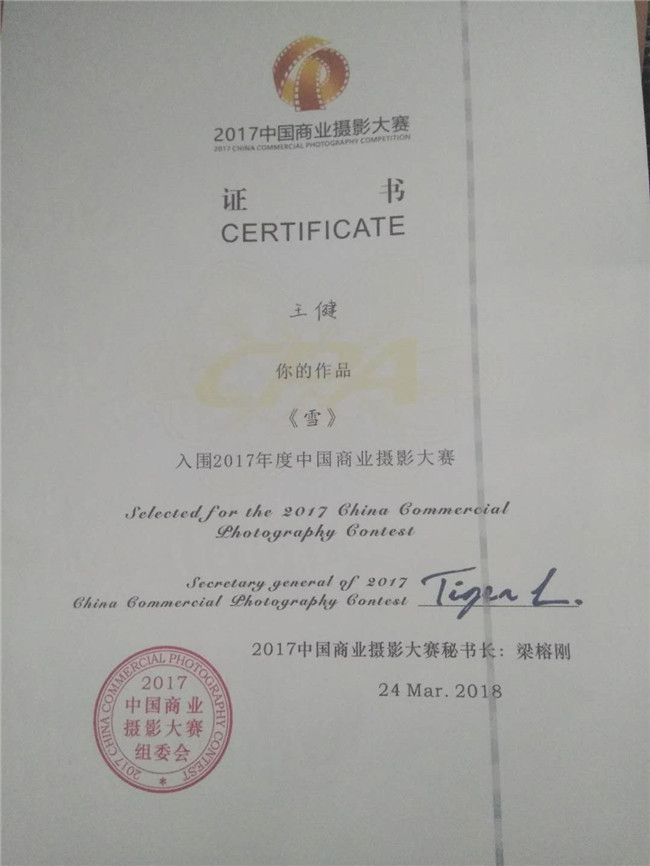 2017中国商业摄影大赛
2017 CHINA COMMERCIAL PHOTOGRAPHY COMPETITION
证 书
CERTIFICATE
王健
CPA
你的作品
《雪》
入围2017年度中国商业摄影大赛
Selected for the 2017 China Commercial
Photography Contest
Secretary general of 2017
China Commercial Photography Contest
Tiger L.
2017中国商业摄影大赛秘书长：梁榕刚
24 Mar. 2018
2017 CHINA COMMERCIAL PHOTOGRAPHY CONTEST
2017
中国商业
摄影大赛
组委会
*